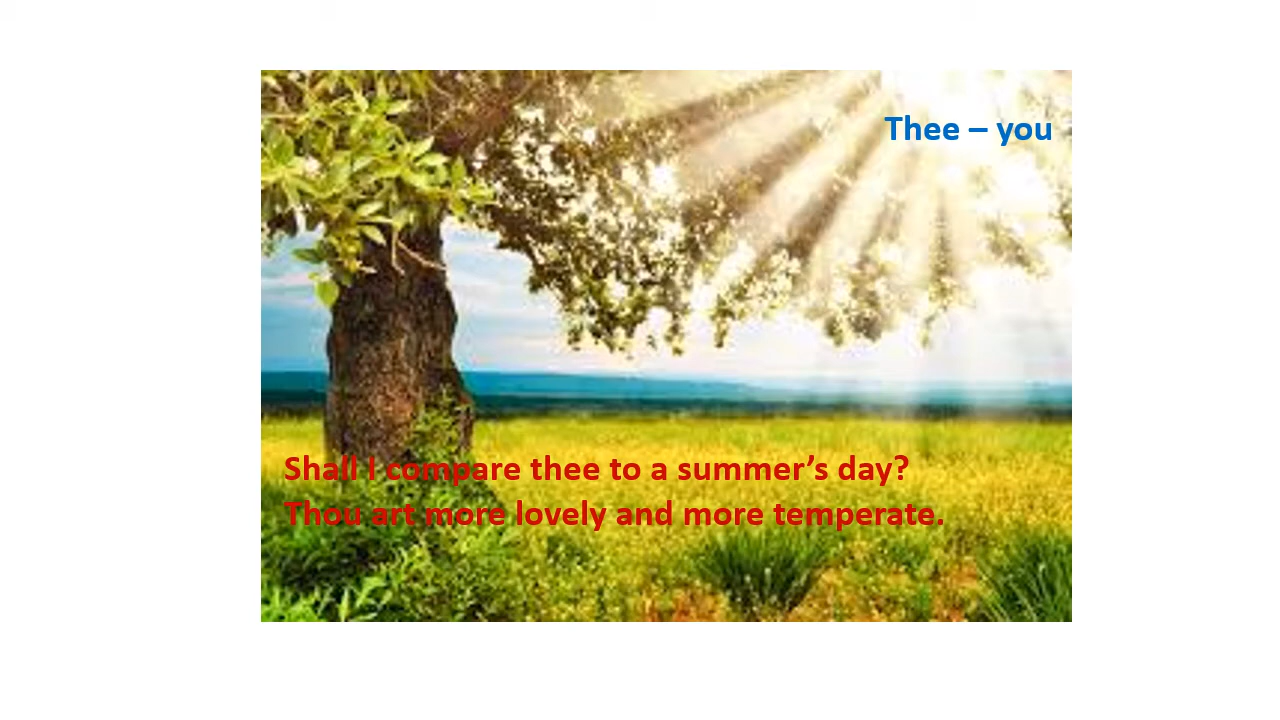 Thee – you
Shall I compare thee to a summer’s day?
Thou art more lovely and more temperate.